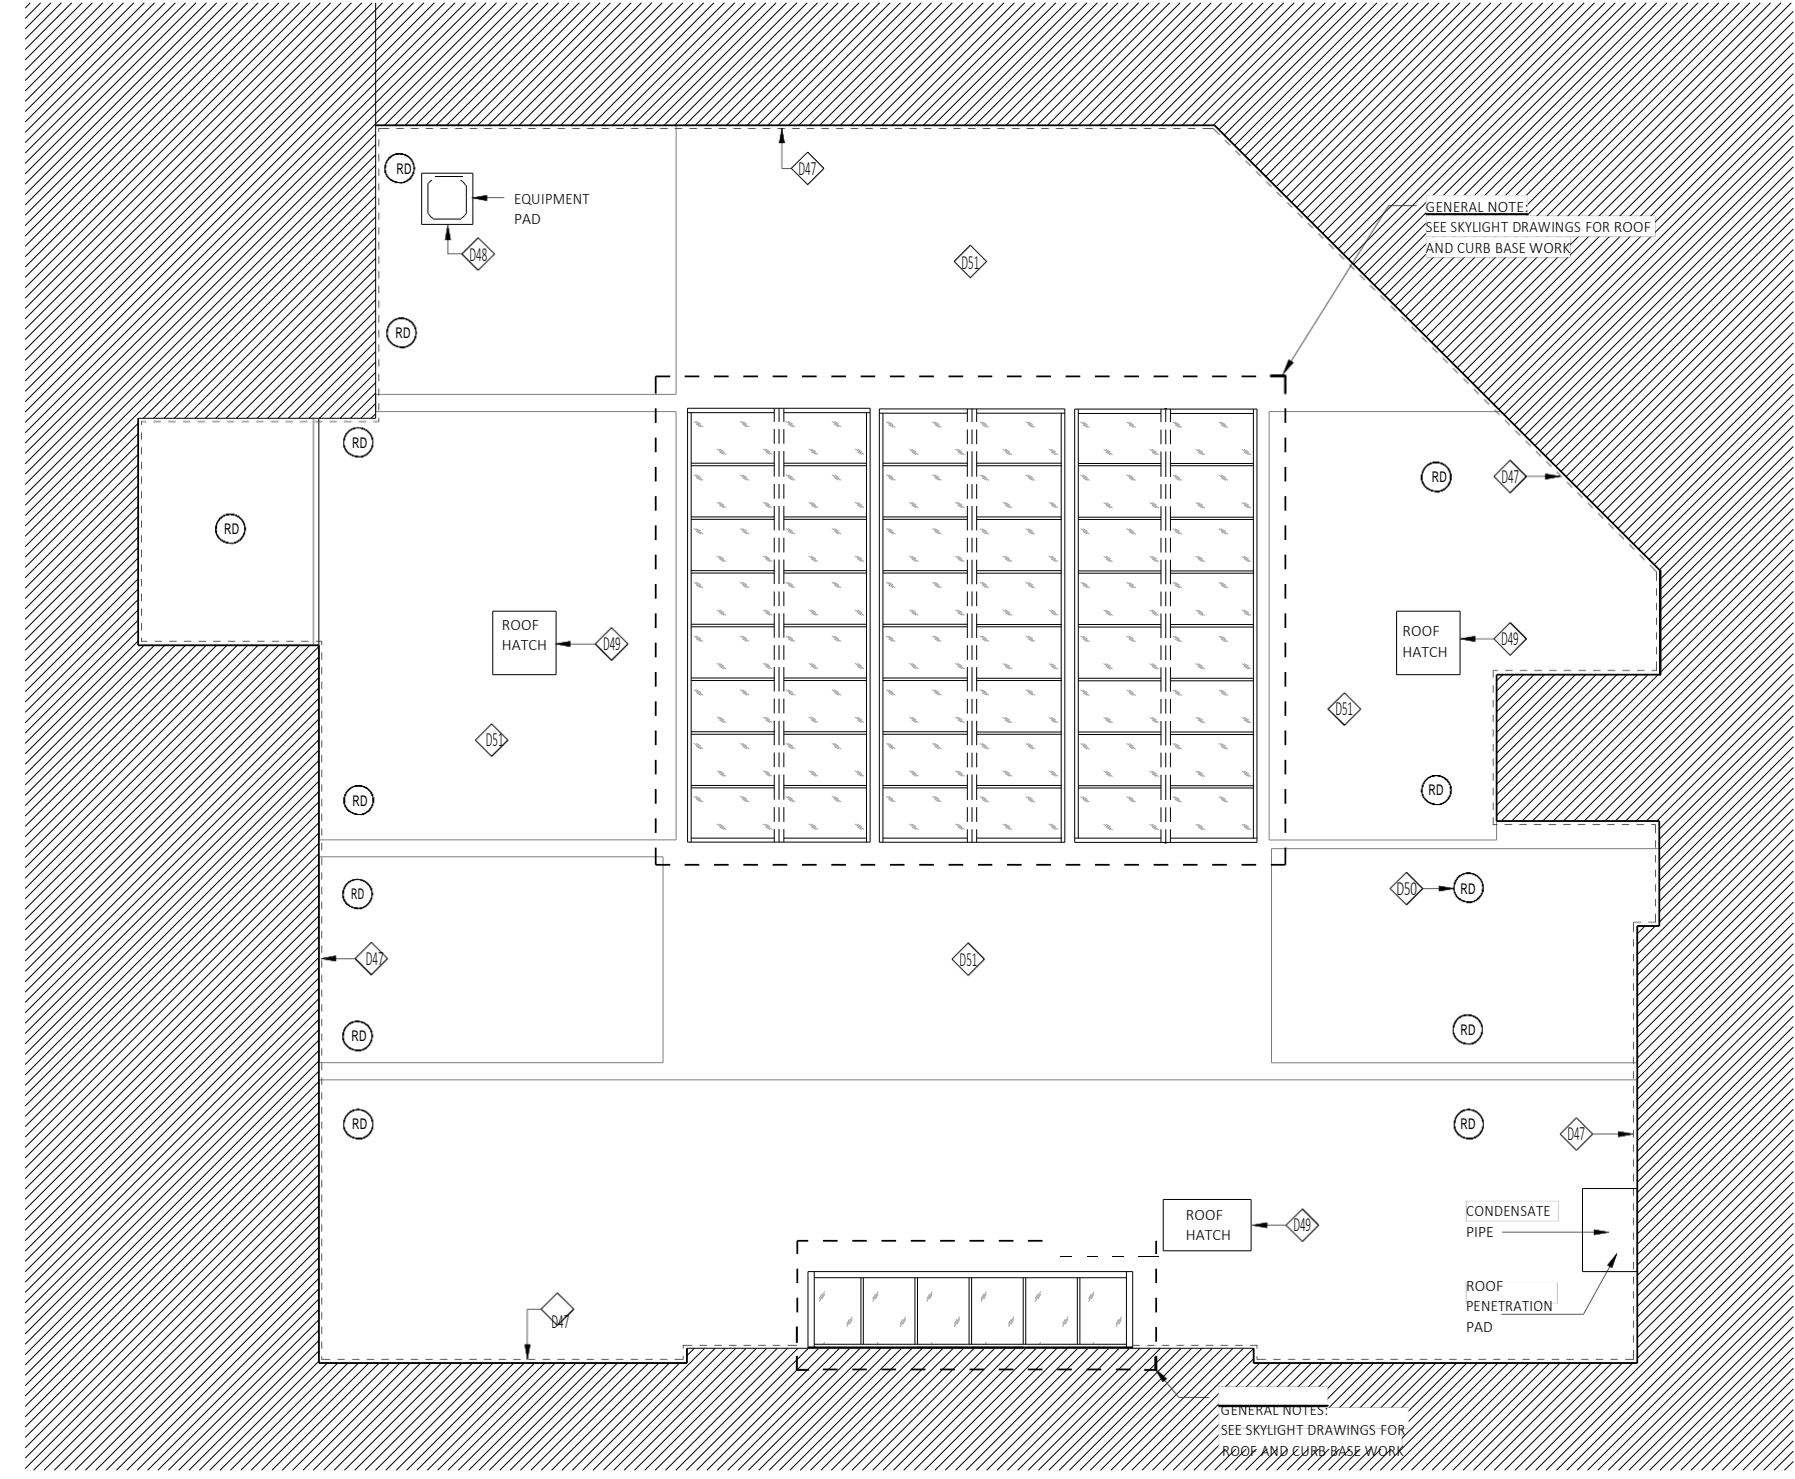 RD
D47
EQUIPMENT
PAD
GENERAL NOTE:
SEE SKYLIGHT DRAWINGS FOR ROOF
AND CURB BASE WORK
D48
D51
RD
RD
RD
D47
RD
ROOF
HATCH
D49
ROOF
HATCH
D49
D51
D51
RD
RD
RD
D50
RD
D47
D51
RD
RD
RD
RD
D47
ROOF
HATCH
D49
CONDENSATE
PIPE
ROOF
PENETRATION
PAD
D47
GENERAL NOTES:
SEE SKYLIGHT DRAWINGS FOR
ROOF AND CURB BASE WORK